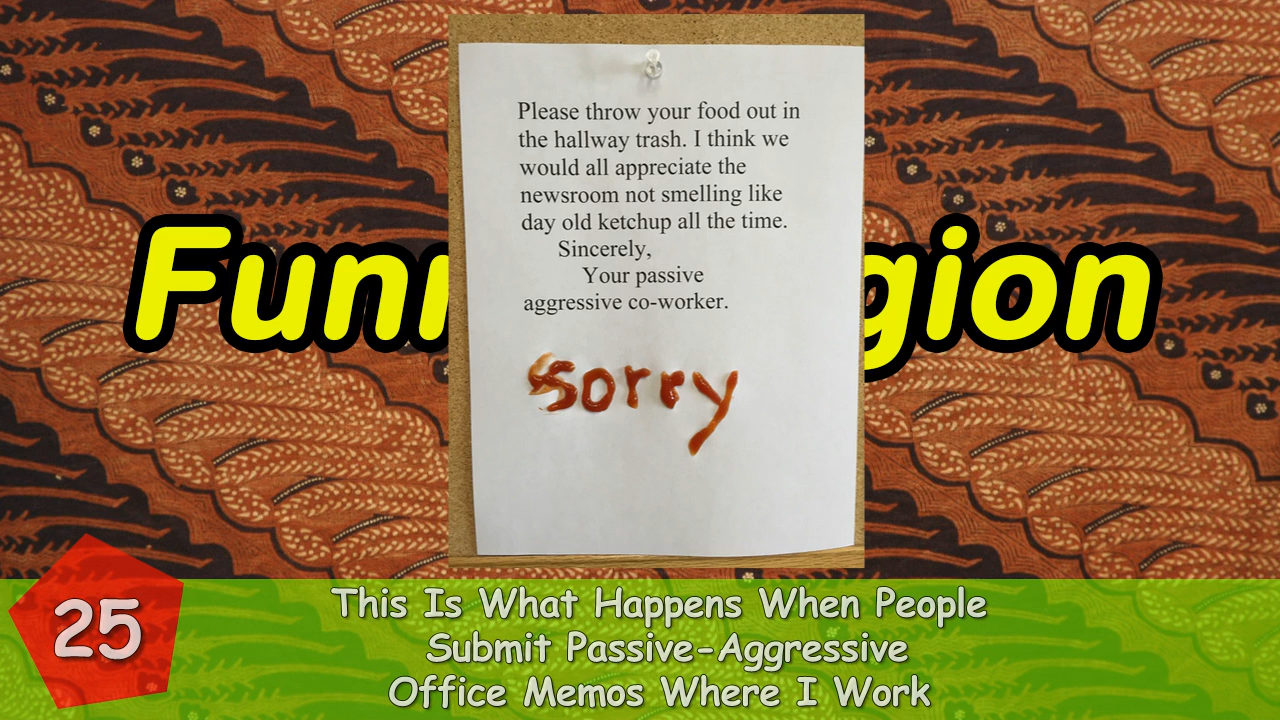 Please throw your food out in
the hallway trash. I think we
would all appreciate the
newsroom not smelling like
day old ketchup all the time.
Sincerely,
Your passive
aggressive co-worker.
sorry
25
This Is What Happens When People
Submit Passive-Aggressive
Office Memos Where I Work